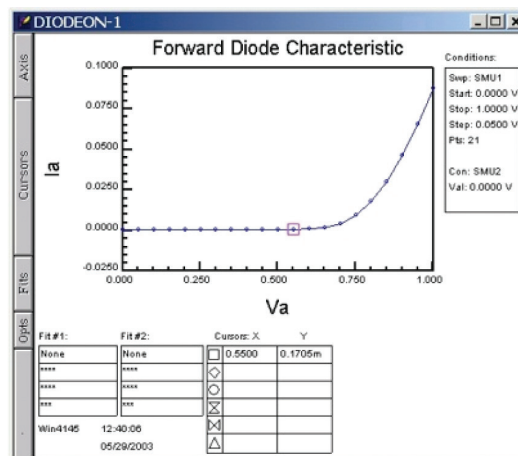 DIODEON-1
Axis
Cursors
Fits
Opts
Forward Diode Characteristic
Ia
0.1000
0.0750
0.0500
0.0250
0.0000
-0.0250
0.000 0.250 0.500 0.750 1.000
Va
Conditions:
Swp: SMU1
Start: 0.0000 V
Stop: 1.0000 V
Step: 0.0500 V
Pts: 21
Con: SMU2
Val: 0.0000 V
Fit#1: Fit#2: Cursors: X Y
None None 0.5500 0.1705m
**** ****
**** ****
*** ***
Win4145 12:40:06
05/29/2003